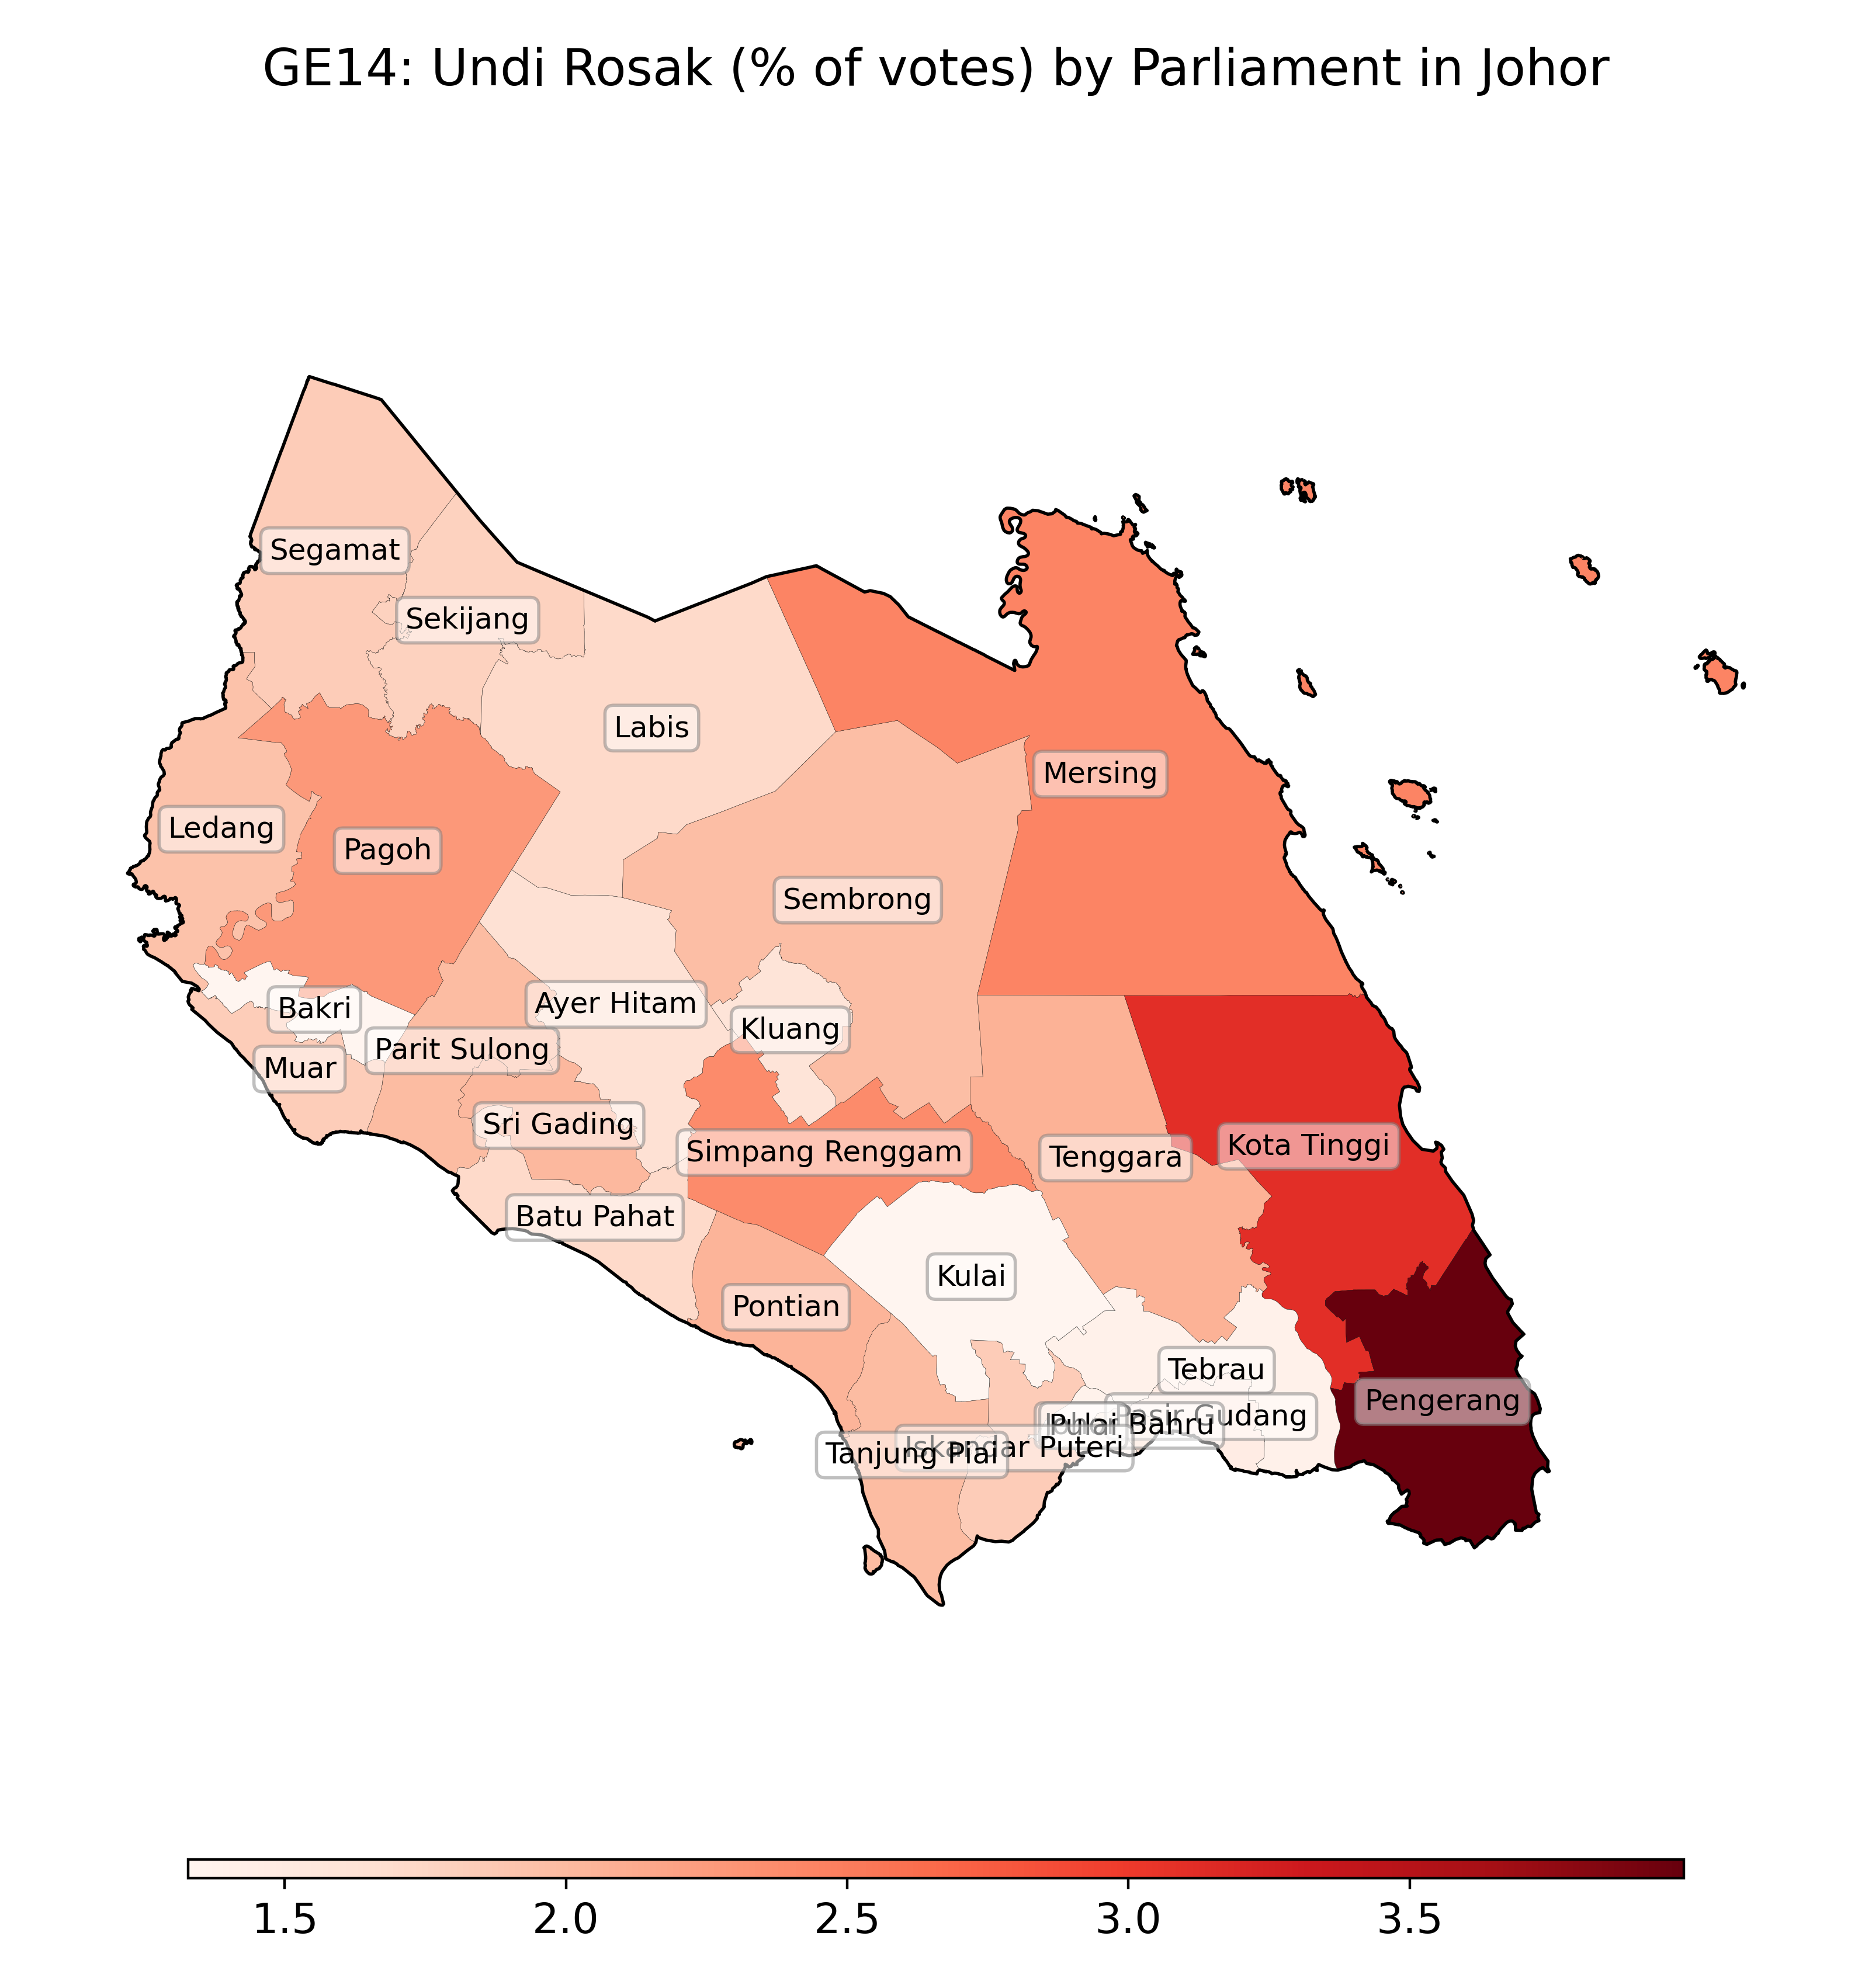 GE14: Undi Rosak (% of votes) by Parliament in Johor
Segamat
Sekijang
Labis
Mersing
Ledang
Pagoh
Sembrong
Ayer Hitam
Bakri
Kluang
Parit Sulong
Muar
Sri Gading
Kota Tinggi
Simpang Renggam
Tenggara
Batu Pahat
Kulai
Pontian
Tebrau
Pengerang
Pasir Gudang
Pulai
Bahru
Iskandar Puteri
Tanjung Piai
1.5
2.0
2.5
3.0
3.5